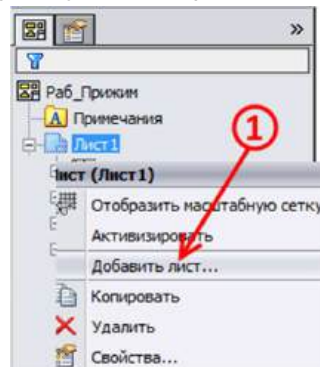 »
Раб_Прижим
A Примечания
1
Лист1
Лист (Лист1)
Отобразить масштабную сетку
Активизировать
Добавить лист...
Копировать
Удалить
Свойства...